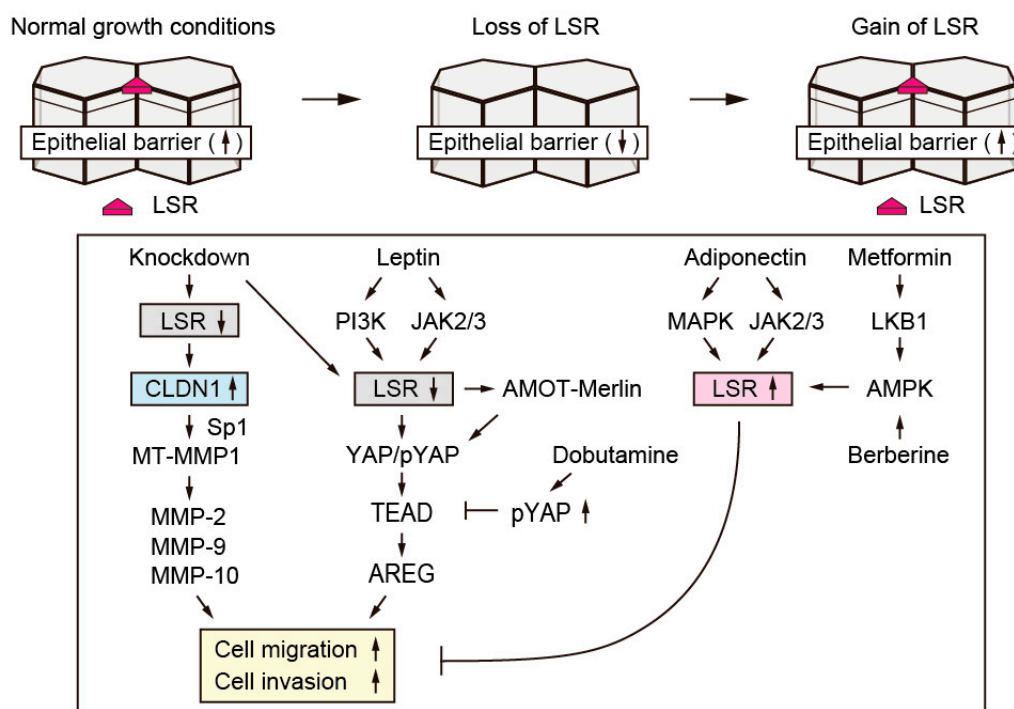 Normal growth conditions
Loss of LSR
Gain of LSR
Epithelial barrier (↑)
Epithelial barrier (↓)
Epithelial barrier (↑)
LSR
LSR
Knockdown
Leptin
Adiponectin
Metformin
LSR ↓
PI3K
JAK2/3
MAPK
JAK2/3
LKB1
CLDN1 ↑
LSR ↓
AMOT-Merlin
LSR ↑
AMPK
Sp1
MT-MMP1
YAP/pYAP
Dobutamine
Berberine
MMP-2
TEAD
pYAP ↑
MMP-9
MMP-10
AREG
Cell migration ↑
Cell invasion ↑